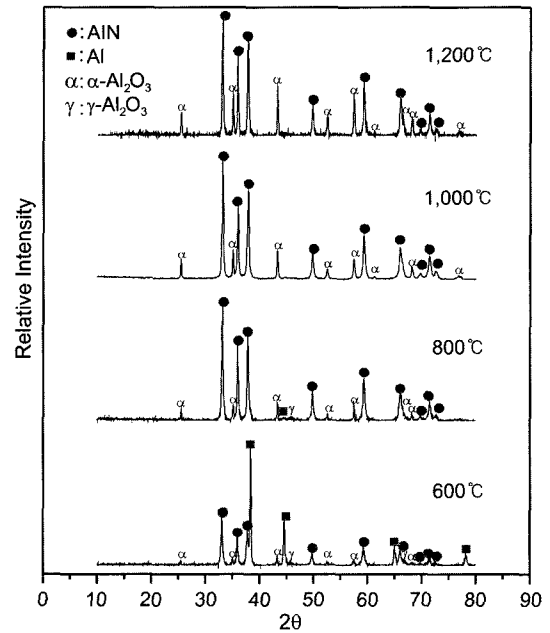 ●: AlN
■: Al
α: α-Al₂O₃
γ: γ-Al₂O₃
1,200℃
α α α α α α α α α
1,000℃
α α α α α α α α
800℃
α α α γ α α α α
600℃
α α α γ α α α
Relative Intensity
0 10 20 30 40 50 60 70 80 90
2θ